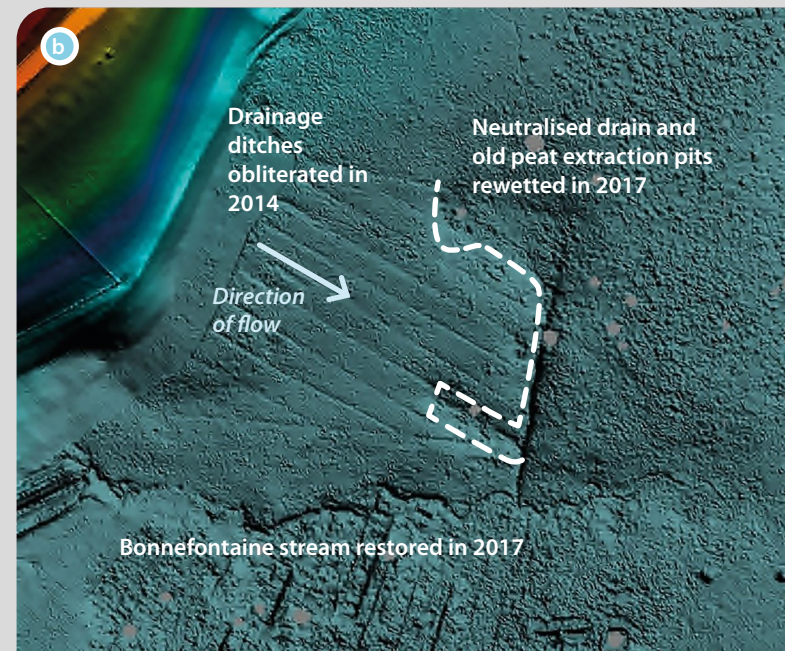 b
Drainage
ditches
obliterated in
2014
Neutralised drain and
old peat extraction pits
rewetted in 2017
Direction
of flow
Bonnefontaine stream restored in 2017